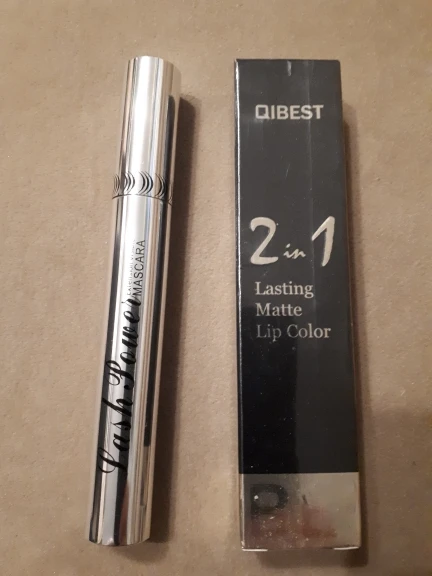 Lash Power
MASCARA
QIBEST
2 in 1
Lasting
Matte
Lip Color